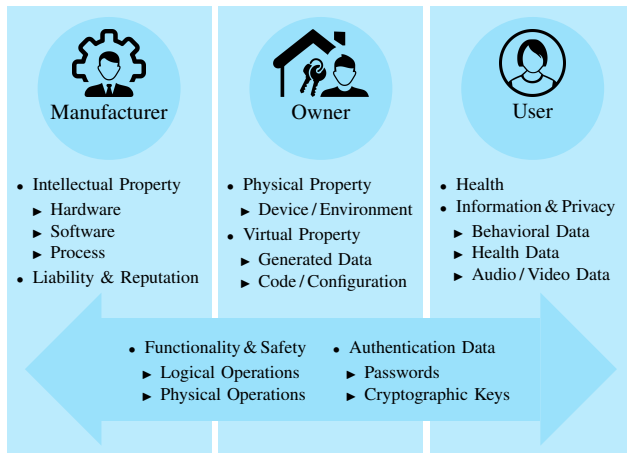 Manufacturer
• Intellectual Property
► Hardware
► Software
► Process
• Liability & Reputation
Owner
• Physical Property
► Device / Environment
• Virtual Property
► Generated Data
► Code / Configuration
User
• Health
• Information & Privacy
► Behavioral Data
► Health Data
► Audio / Video Data
• Functionality & Safety
► Logical Operations
► Physical Operations
• Authentication Data
► Passwords
► Cryptographic Keys